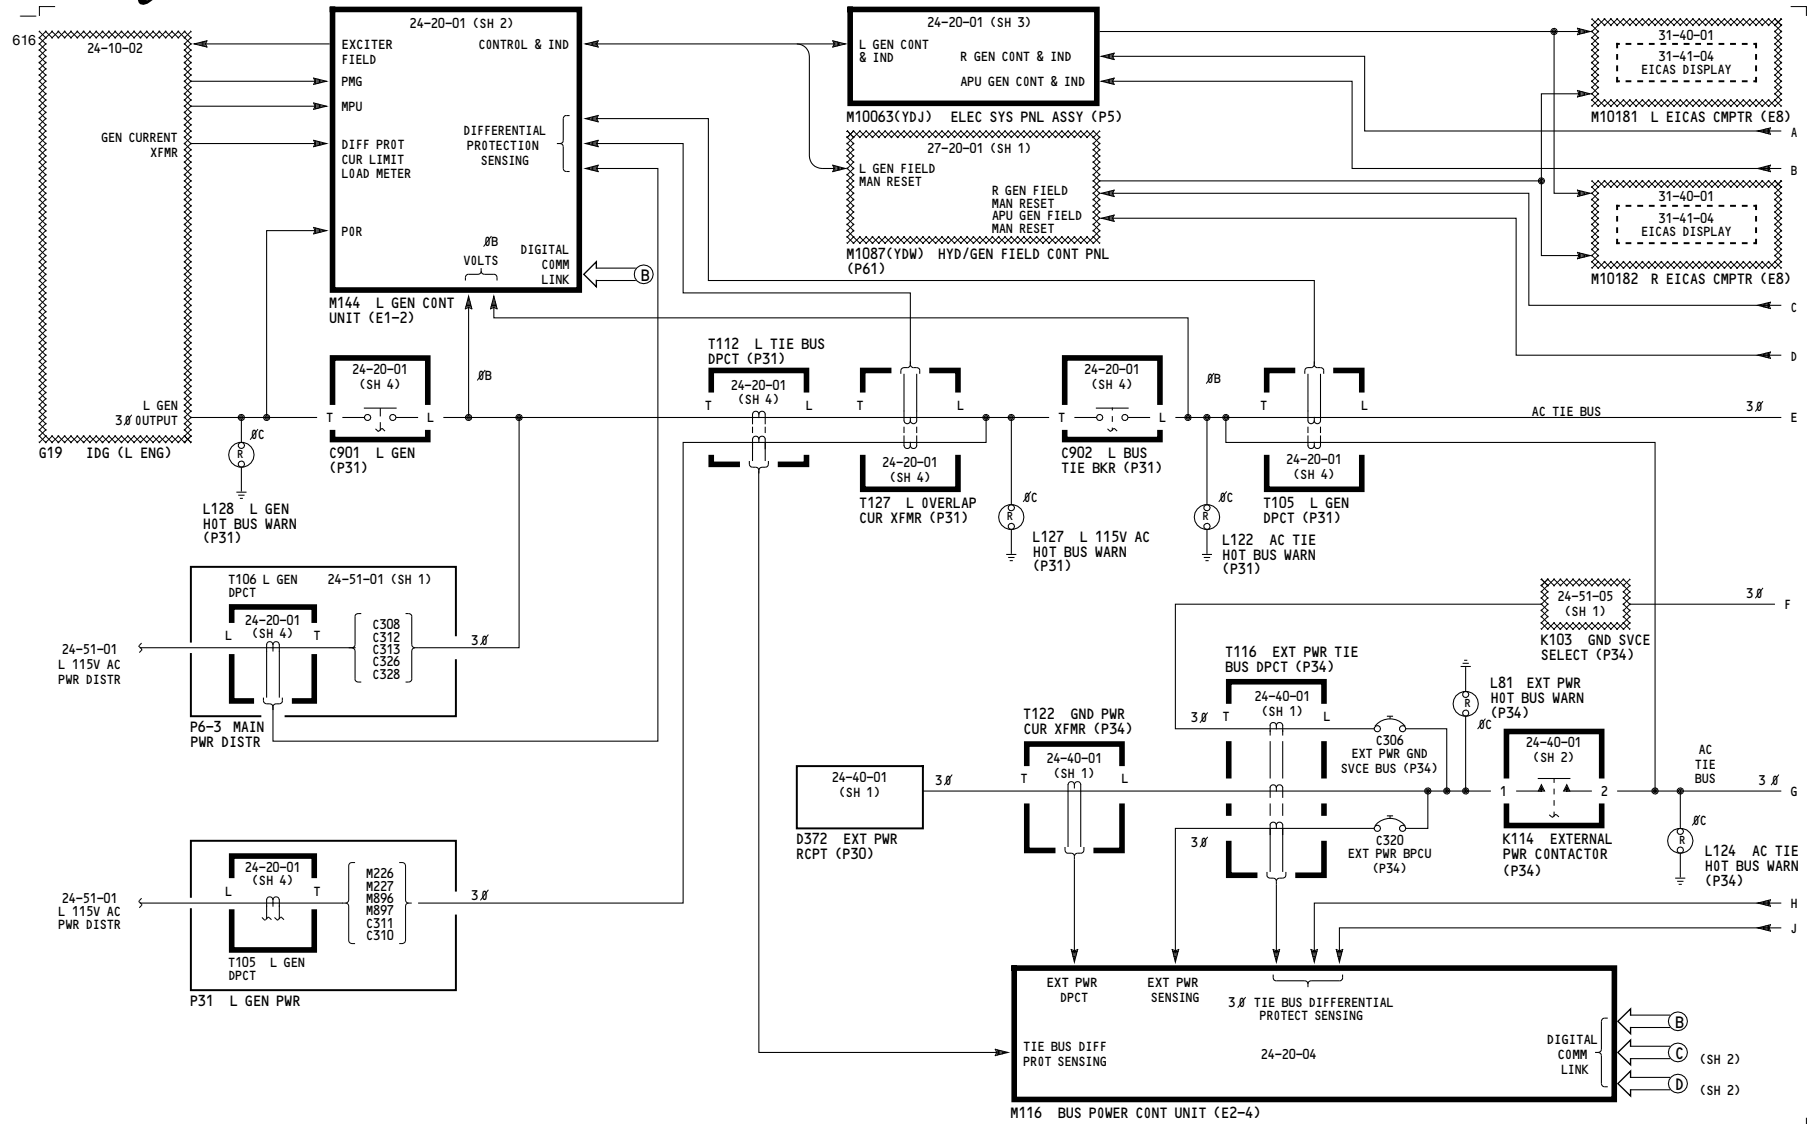 616
24-10-02
GEN CURRENT
XFMR
L GEN
3Ø OUTPUT
G19 IDG (L ENG)
24-20-01 (SH 2)
EXCITER
FIELD
CONTROL & IND
PMG
MPU
DIFF PROT
CUR LIMIT
LOAD METER
DIFFERENTIAL
PROTECTION
SENSING
POR
ØB
VOLTS
DIGITAL
COMM
LINK
B
M144 L GEN CONT
UNIT (E1-2)
24-20-01 (SH 3)
L GEN CONT
& IND
R GEN CONT & IND
APU GEN CONT & IND
M10063(YDJ) ELEC SYS PNL ASSY (P5)
27-20-01 (SH 1)
L GEN FIELD
MAN RESET
R GEN FIELD
MAN RESET
APU GEN FIELD
MAN RESET
M1087(YDW) HYD/GEN FIELD CONT PNL
(P61)
31-40-01
31-41-04
EICAS DISPLAY
M10181 L EICAS CMPTR (E8)
A
B
31-40-01
31-41-04
EICAS DISPLAY
M10182 R EICAS CMPTR (E8)
C
D
24-20-01
(SH 4)
T
L
C901 L GEN
(P31)
ØC
R
L128 L GEN
HOT BUS WARN
(P31)
ØB
T112 L TIE BUS
DPCT (P31)
24-20-01
(SH 4)
T
L
T
L
24-20-01
(SH 4)
T127 L OVERLAP
CUR XFMR (P31)
24-20-01
(SH 4)
T
L
C902 L BUS
TIE BKR (P31)
ØC
R
L127 L 115V AC
HOT BUS WARN
(P31)
ØB
ØC
R
L122 AC TIE
HOT BUS WARN
(P31)
T
L
24-20-01
(SH 4)
T105 L GEN
DPCT (P31)
AC TIE BUS
3Ø
E
T106 L GEN
DPCT
24-51-01 (SH 1)
24-20-01
(SH 4)
L
T
C308
C312
C313
C326
C328
3Ø
24-51-01
L 115V AC
PWR DISTR
P6-3 MAIN
PWR DISTR
24-51-05
(SH 1)
3Ø
F
K103 GND SVCE
SELECT (P34)
T116 EXT PWR TIE
BUS DPCT (P34)
24-40-01
(SH 1)
3Ø
T
L
C306
EXT PWR GND
SVCE BUS (P34)
R
ØC
L81 EXT PWR
HOT BUS WARN
(P34)
T122 GND PWR
CUR XFMR (P34)
24-40-01
(SH 1)
T
L
24-40-01
(SH 1)
3Ø
D372 EXT PWR
RCPT (P30)
3Ø
C320
EXT PWR BPCU
(P34)
24-40-01
(SH 2)
1
2
K114 EXTERNAL
PWR CONTACTOR
(P34)
AC
TIE
BUS
3Ø
G
ØC
R
L124 AC TIE
HOT BUS WARN
(P34)
24-20-01
(SH 4)
L
T
M226
M227
M896
M897
C311
C310
3Ø
24-51-01
L 115V AC
PWR DISTR
T105 L GEN
DPCT
P31 L GEN PWR
H
J
EXT PWR
DPCT
EXT PWR
SENSING
3Ø TIE BUS DIFFERENTIAL
PROTECT SENSING
TIE BUS DIFF
PROT SENSING
24-20-04
DIGITAL
COMM
LINK
B
C (SH 2)
D (SH 2)
M116 BUS POWER CONT UNIT (E2-4)